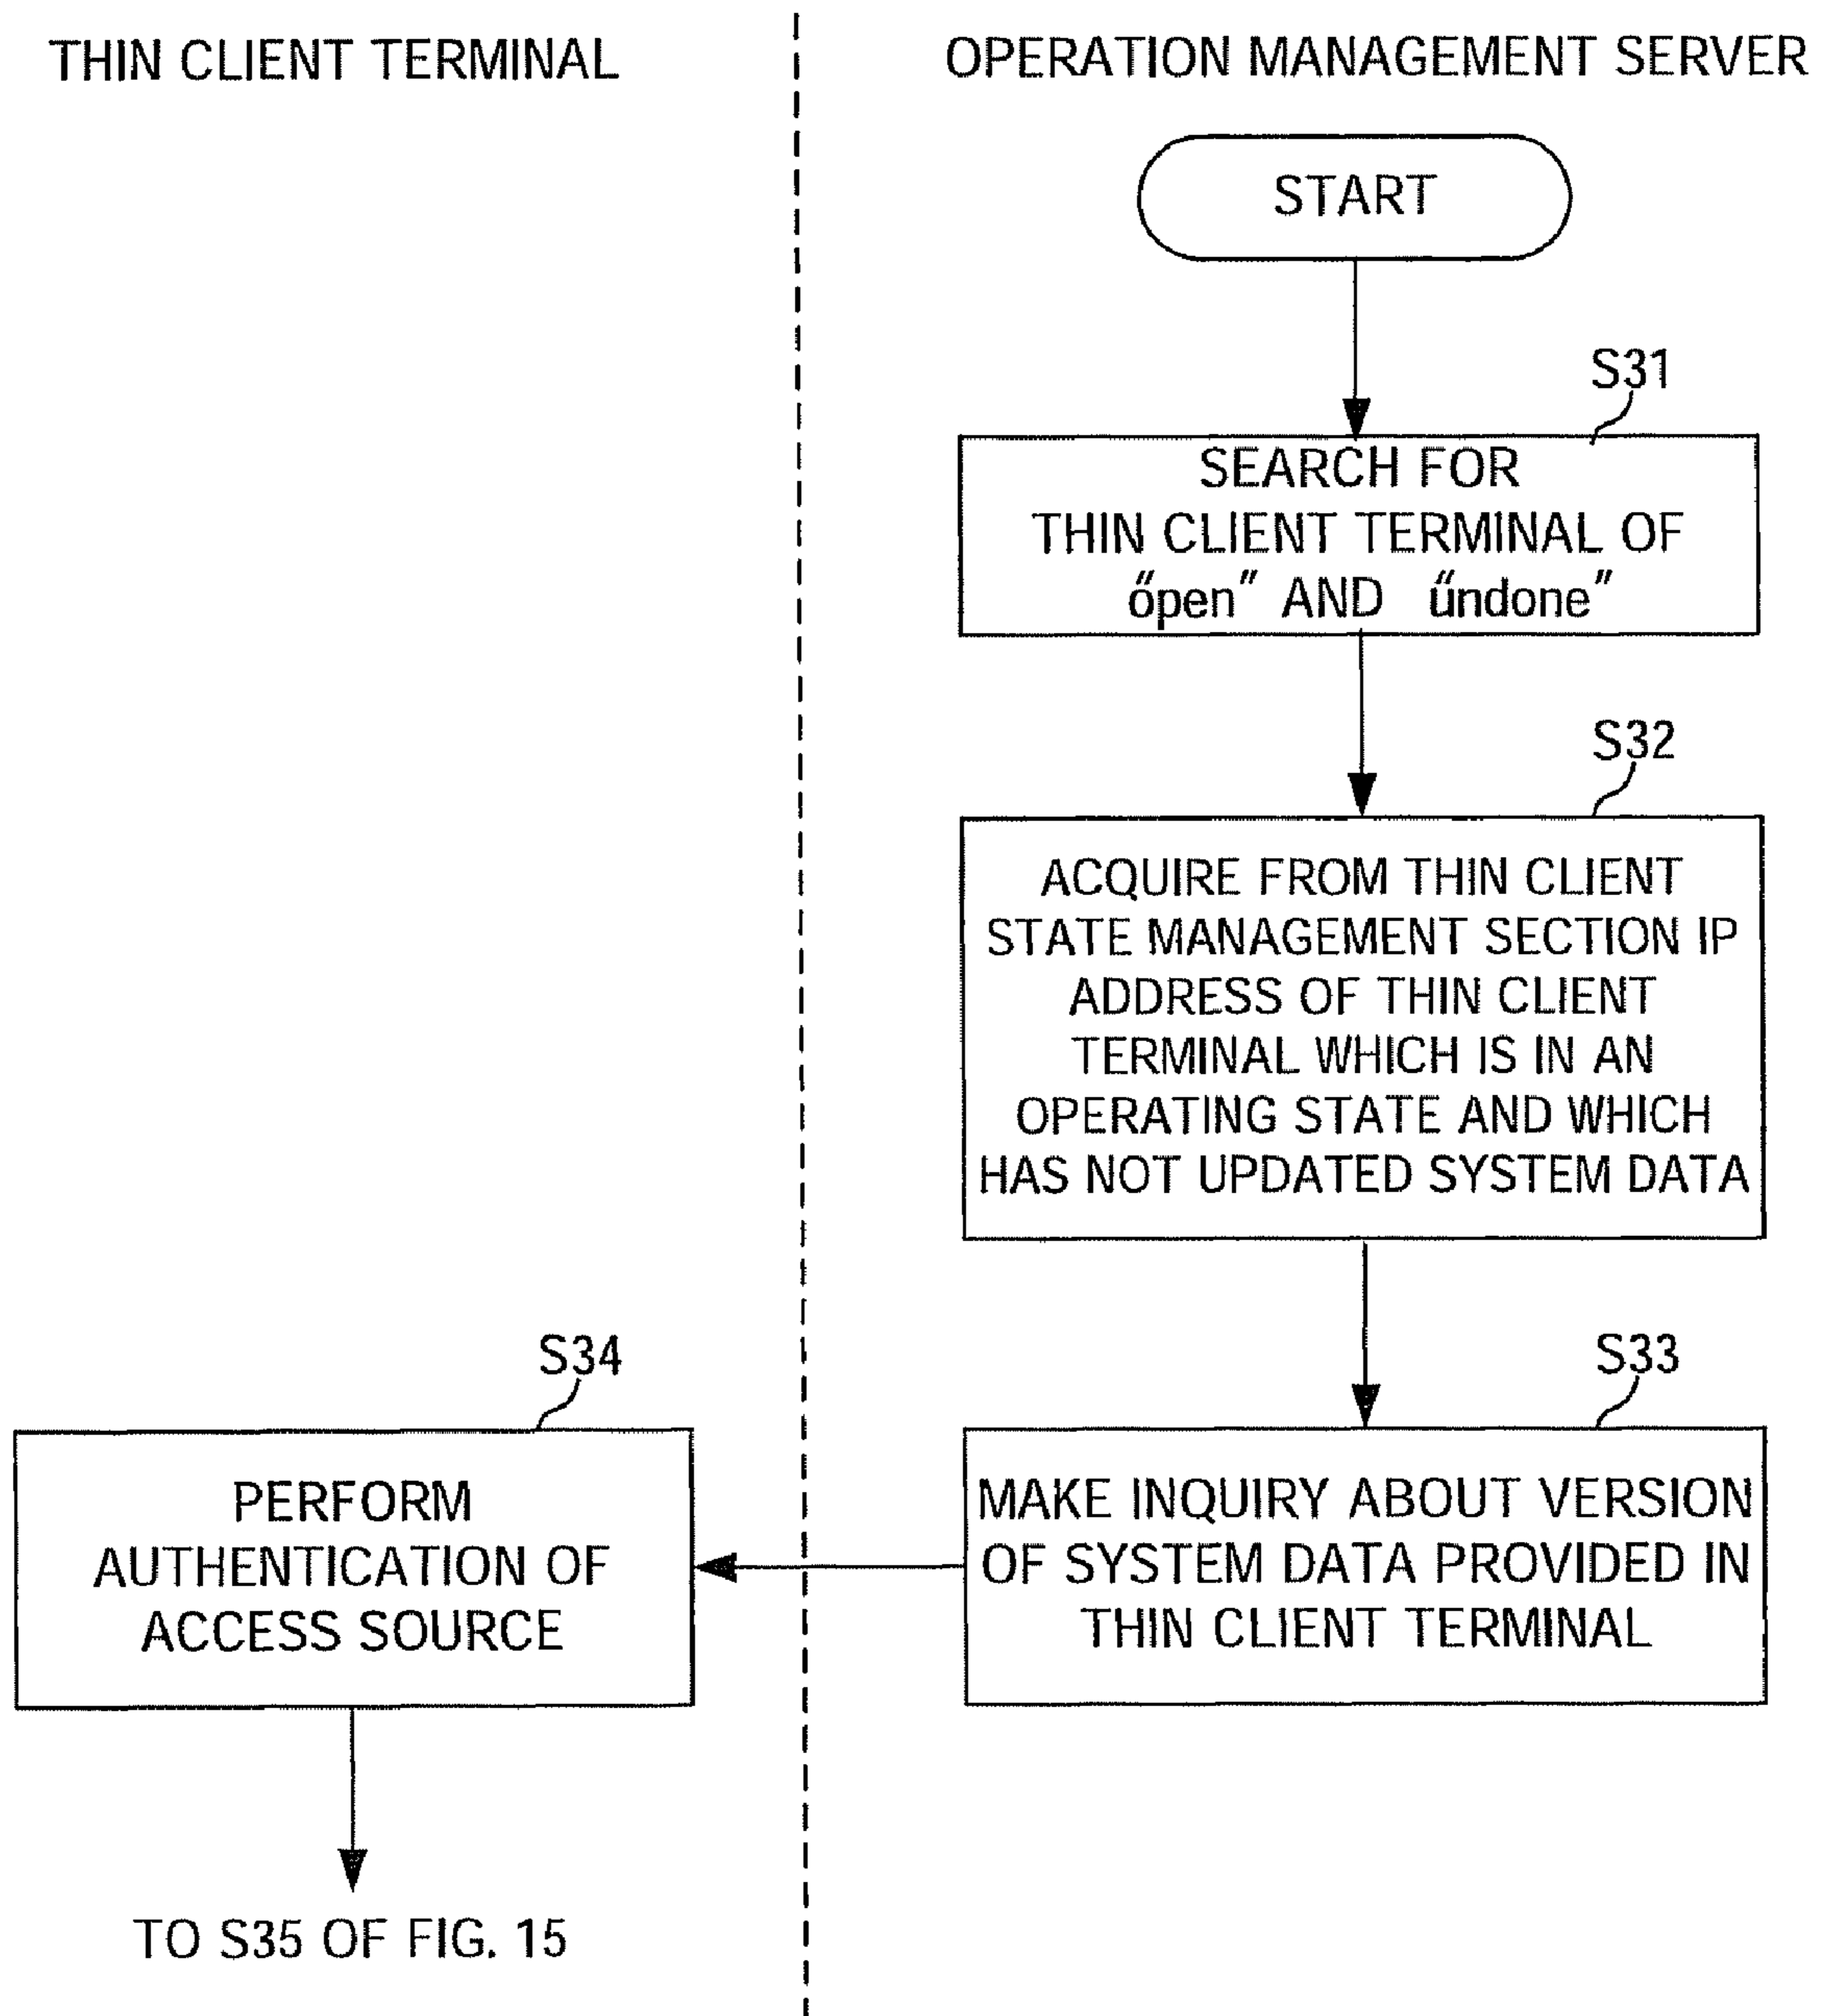 THIN CLIENT TERMINAL
OPERATION MANAGEMENT SERVER
START
S31
SEARCH FOR
THIN CLIENT TERMINAL OF
“open” AND “undone”
S32
ACQUIRE FROM THIN CLIENT
STATE MANAGEMENT SECTION IP
ADDRESS OF THIN CLIENT
TERMINAL WHICH IS IN AN
OPERATING STATE AND WHICH
HAS NOT UPDATED SYSTEM DATA
S33
MAKE INQUIRY ABOUT VERSION
OF SYSTEM DATA PROVIDED IN
THIN CLIENT TERMINAL
S34
PERFORM
AUTHENTICATION OF
ACCESS SOURCE
TO S35 OF FIG. 15